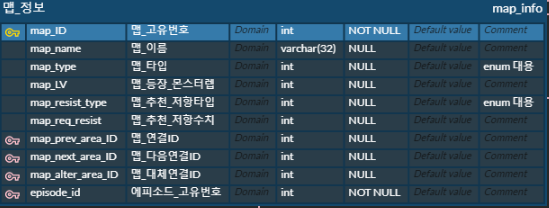 맵_정보 map_info
map_ID 맵_고유번호 Domain int NOT NULL Default value Comment
map_name 맵_이름 Domain varchar(32) NULL Default value Comment
map_type 맵_타입 Domain int NULL Default value enum 대용
map_LV 맵_등장_몬스터렙 Domain int NULL Default value Comment
map_resist_type 맵_추천_저항타입 Domain int NULL Default value enum 대용
map_req_resist 맵_추천_저항수치 Domain int NULL Default value Comment
map_prev_area_ID 맵_연결ID Domain int NULL Default value Comment
map_next_area_ID 맵_다음연결ID Domain int NULL Default value Comment
map_alter_area_ID 맵_대체연결ID Domain int NULL Default value Comment
episode_id 에피소드_고유번호 Domain int NOT NULL Default value Comment